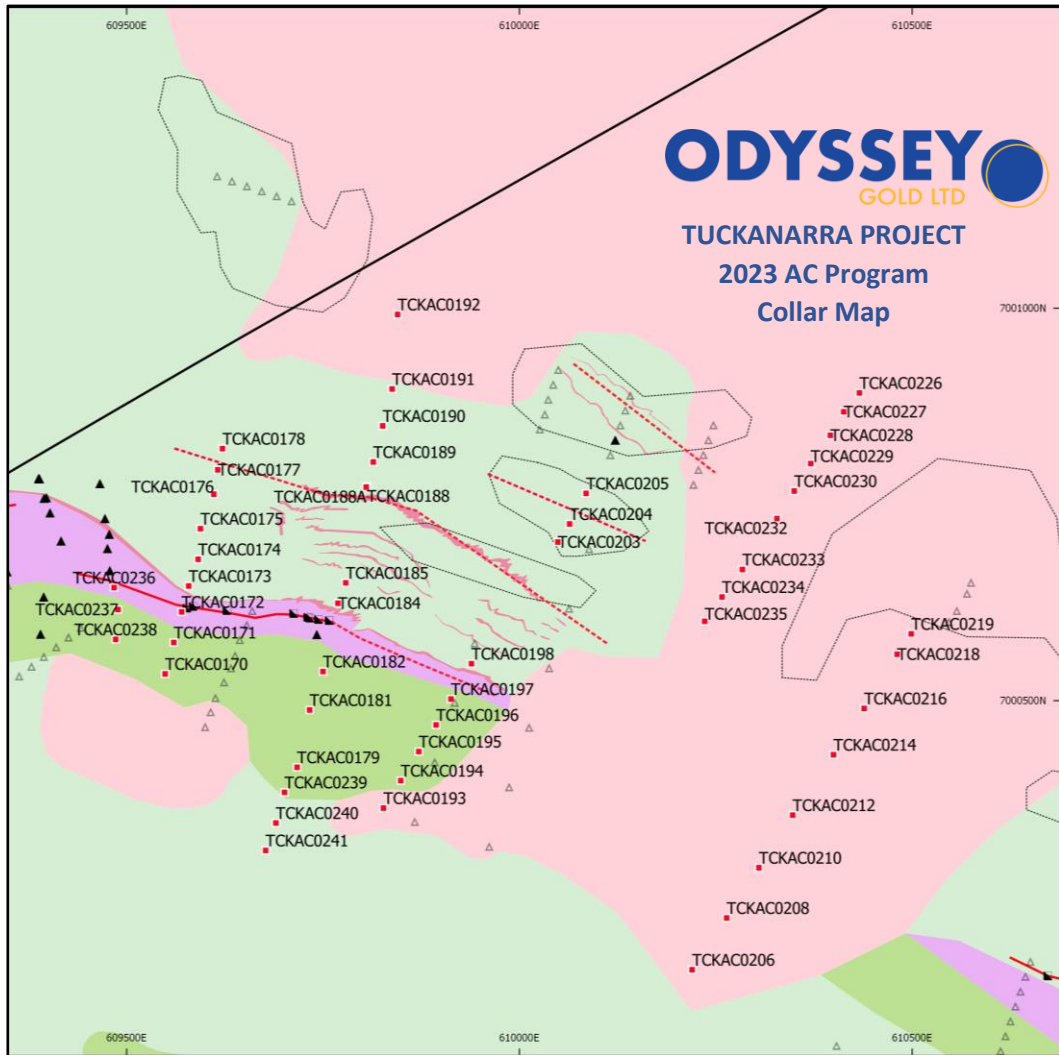 609500E
610000E
610500E
ODYSSEY
GOLD LTD
TUCKANARRA PROJECT
2023 AC Program
Collar Map
7001000N
TCKAC0192
TCKAC0191
TCKAC0226
TCKAC0227
TCKAC0190
TCKAC0228
TCKAC0178
TCKAC0189
TCKAC0229
TCKAC0177
TCKAC0230
TCKAC0176
TCKAC0188A
TCKAC0188
TCKAC0205
TCKAC0175
TCKAC0204
TCKAC0232
TCKAC0203
TCKAC0174
TCKAC0233
TCKAC0236
TCKAC0173
TCKAC0185
TCKAC0234
TCKAC0237
TCKAC0172
TCKAC0184
TCKAC0235
TCKAC0238
TCKAC0171
TCKAC0219
TCKAC0218
TCKAC0170
TCKAC0182
TCKAC0198
TCKAC0181
TCKAC0197
TCKAC0216
7000500N
TCKAC0196
TCKAC0195
TCKAC0214
TCKAC0179
TCKAC0194
TCKAC0239
TCKAC0193
TCKAC0212
TCKAC0240
TCKAC0241
TCKAC0210
TCKAC0208
TCKAC0206
609500E
610000E
610500E